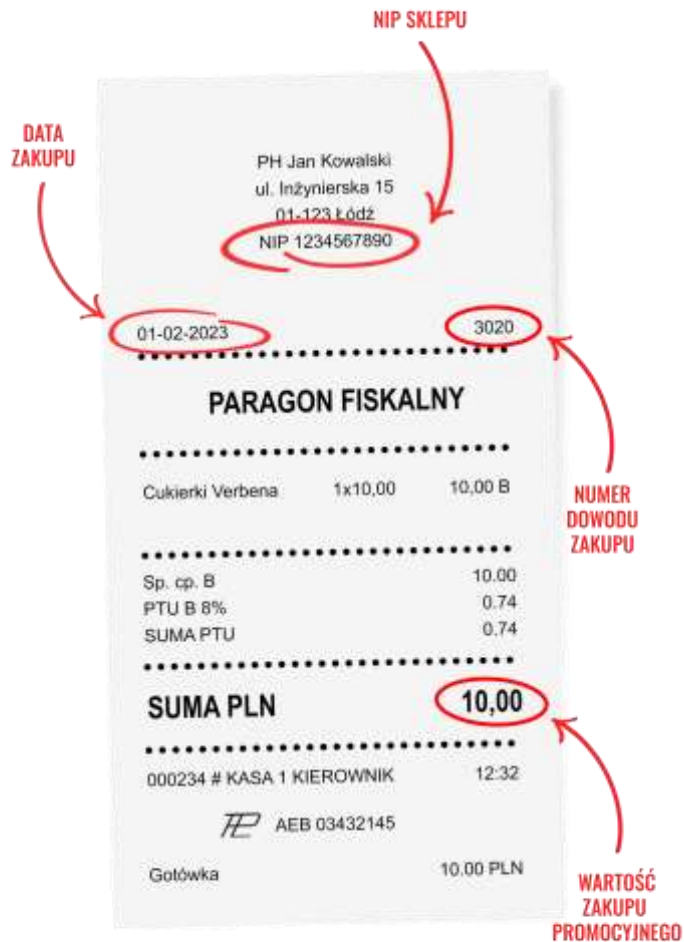 NIP SKLEPU
DATA
ZAKUPU
PH Jan Kowalski
ul. Inżynierska 15
01-123 Łódź
NIP 1234567890
01-02-2023 3020
PARAGON FISKALNY
Cukierki Verbena 1x10,00 10,00 B
NUMER
DOWODU
ZAKUPU
Sp. cp. B 10.00
PTU B 8% 0.74
SUMA PTU 0.74
SUMA PLN 10,00
000234 # KASA 1 KIEROWNIK 12:32
AEB 03432145
Gotówka 10.00 PLN
WARTOŚĆ
ZAKUPU
PROMOCYJNEGO